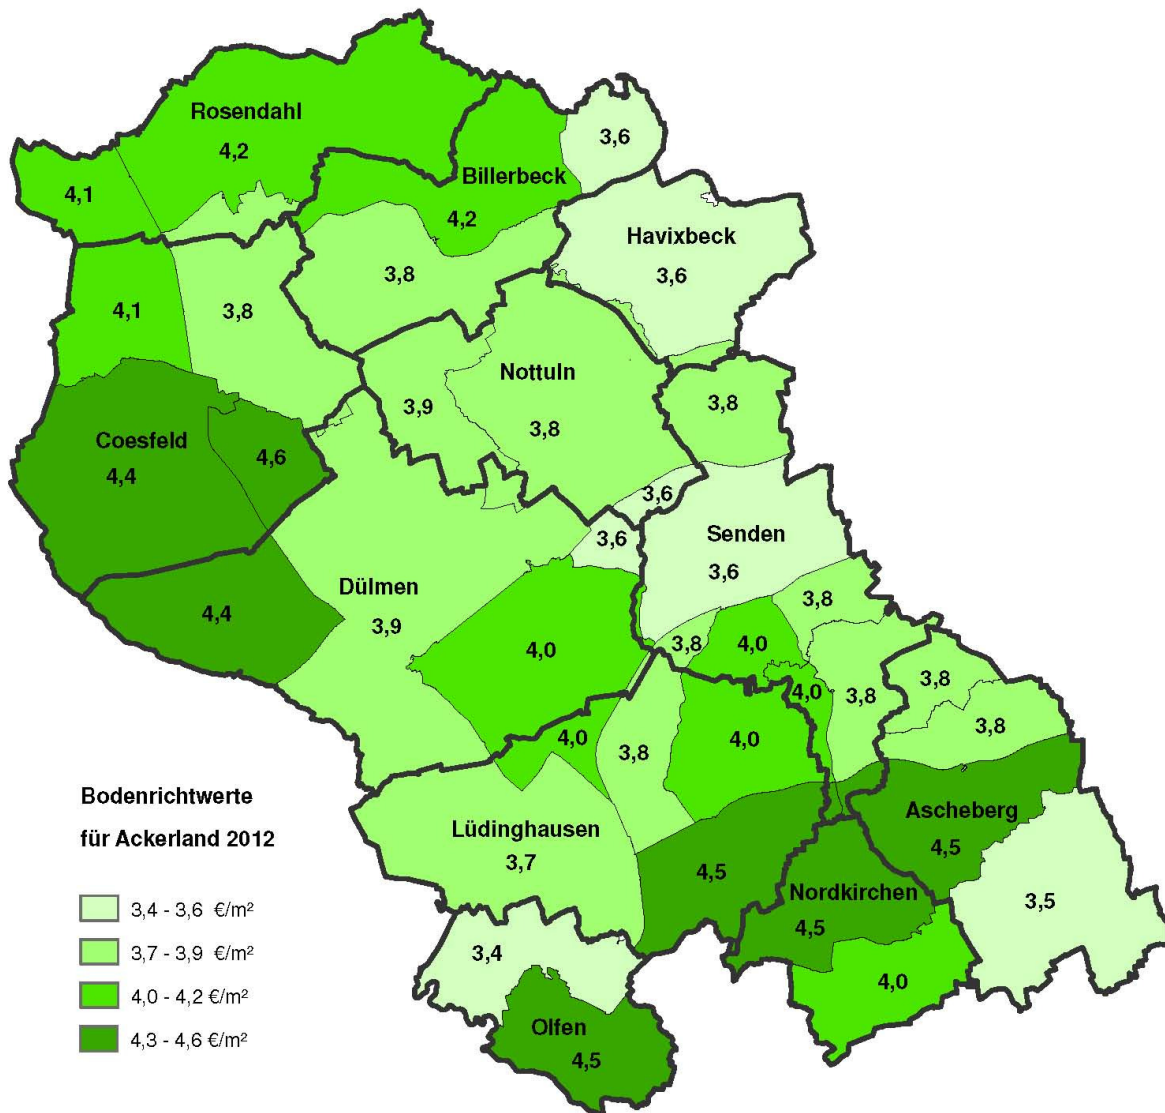 Rosendahl
4,2
4,1
Billerbeck
4,2
3,6
Havixbeck
3,6
4,1
3,8
3,8
Nottuln
3,8
3,9
3,8
Coesfeld
4,4
4,6
3,6
3,6
Senden
3,6
Dülmen
3,9
4,4
4,0
3,8
3,8
4,0
4,0
3,8
3,8
3,8
4,0
3,8
4,0
Bodenrichtwerte
für Ackerland 2012
3,4 - 3,6 €/m²
3,7 - 3,9 €/m²
4,0 - 4,2 €/m²
4,3 - 4,6 €/m²
Lüdinghausen
3,7
4,5
Ascheberg
4,5
Nordkirchen
4,5
3,5
3,4
4,0
Olfen
4,5